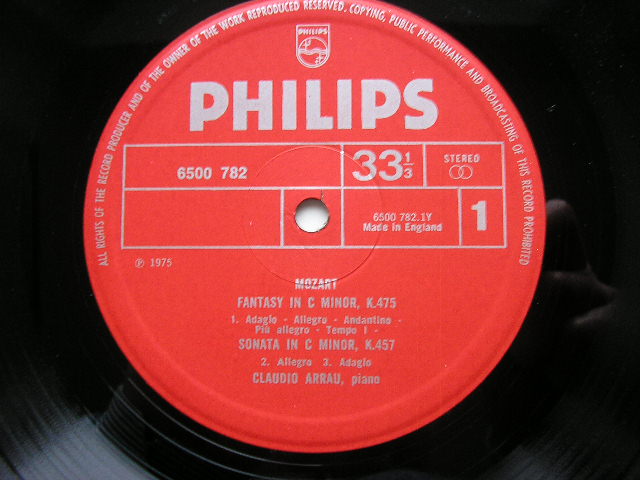 ALL RIGHTS OF THE RECORD PRODUCER AND OF THE OWNER OF THE WORK REPRODUCED RESERVED. COPYING, PUBLIC PERFORMANCE AND BROADCASTING OF THIS RECORD PROHIBITED
PHILIPS
PHILIPS
6500 782
33 1/3
STEREO
6500 782.1Y
Made in England
1
℗ 1975
MOZART
FANTASY IN C MINOR, K.475
1. Adagio - Allegro - Andantino -
Più allegro - Tempo I -
SONATA IN C MINOR, K.457
2. Allegro 3. Adagio
CLAUDIO ARRAU, piano